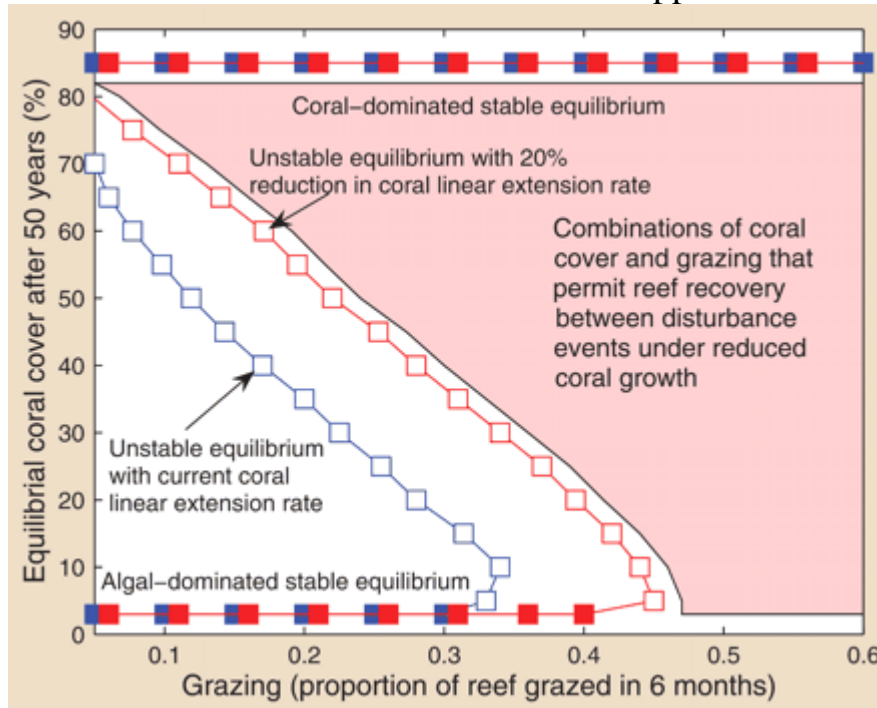 90
80
70
60
50
40
30
20
10
0
Equilibrial coral cover after 50 years (%)
Coral-dominated stable equilibrium
Unstable equilibrium with 20%
reduction in coral linear extension rate
Combinations of coral
cover and grazing that
permit reef recovery
between disturbance
events under reduced
coral growth
Unstable equilibrium
with current coral
linear extension rate
Algal-dominated stable equilibrium
0.1 0.2 0.3 0.4 0.5 0.6
Grazing (proportion of reef grazed in 6 months)